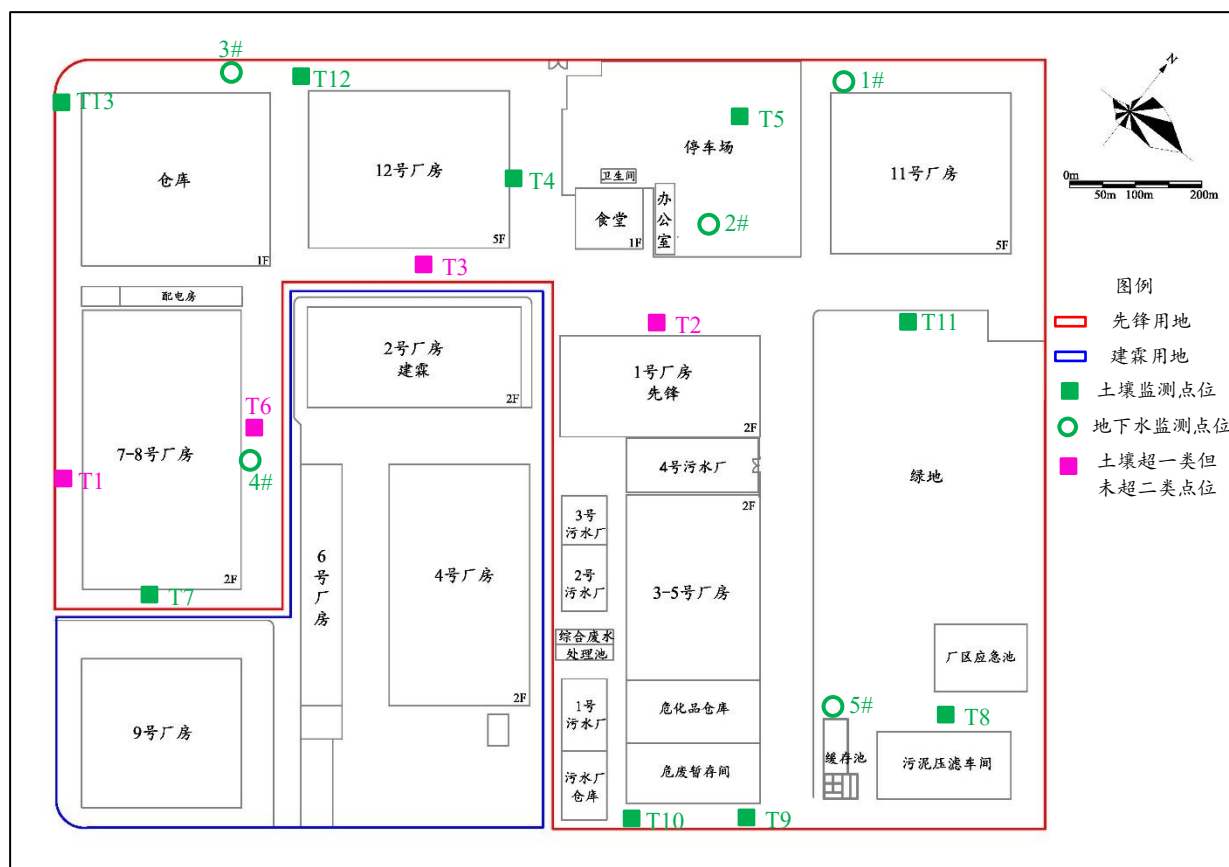 3#
T12
T13
1#
T5
N
仓库
1F
12号厂房
5F
T4
停车场
卫生间
食堂
1F
办
公
室
2#
11号厂房
5F
0m
50m
100m
200m
T3
配电房
2号厂房
建霖
2F
T2
1号厂房
先锋
2F
T11
图例
先锋用地
建霖用地
土壤监测点位
地下水监测点位
土壤超一类但
未超二类点位
T6
7-8号厂房
4#
T1
2F
T7
6
号
厂
房
4号厂房
2F
4号污水厂
2F
3号
污水厂
2号
污水厂
3-5号厂房
绿地
综合废水
处理池
厂区应急池
1号
污水厂
危化品仓库
5#
T8
9号厂房
污水厂
仓库
危废暂存间
缓存池
污泥压滤车间
T10
T9